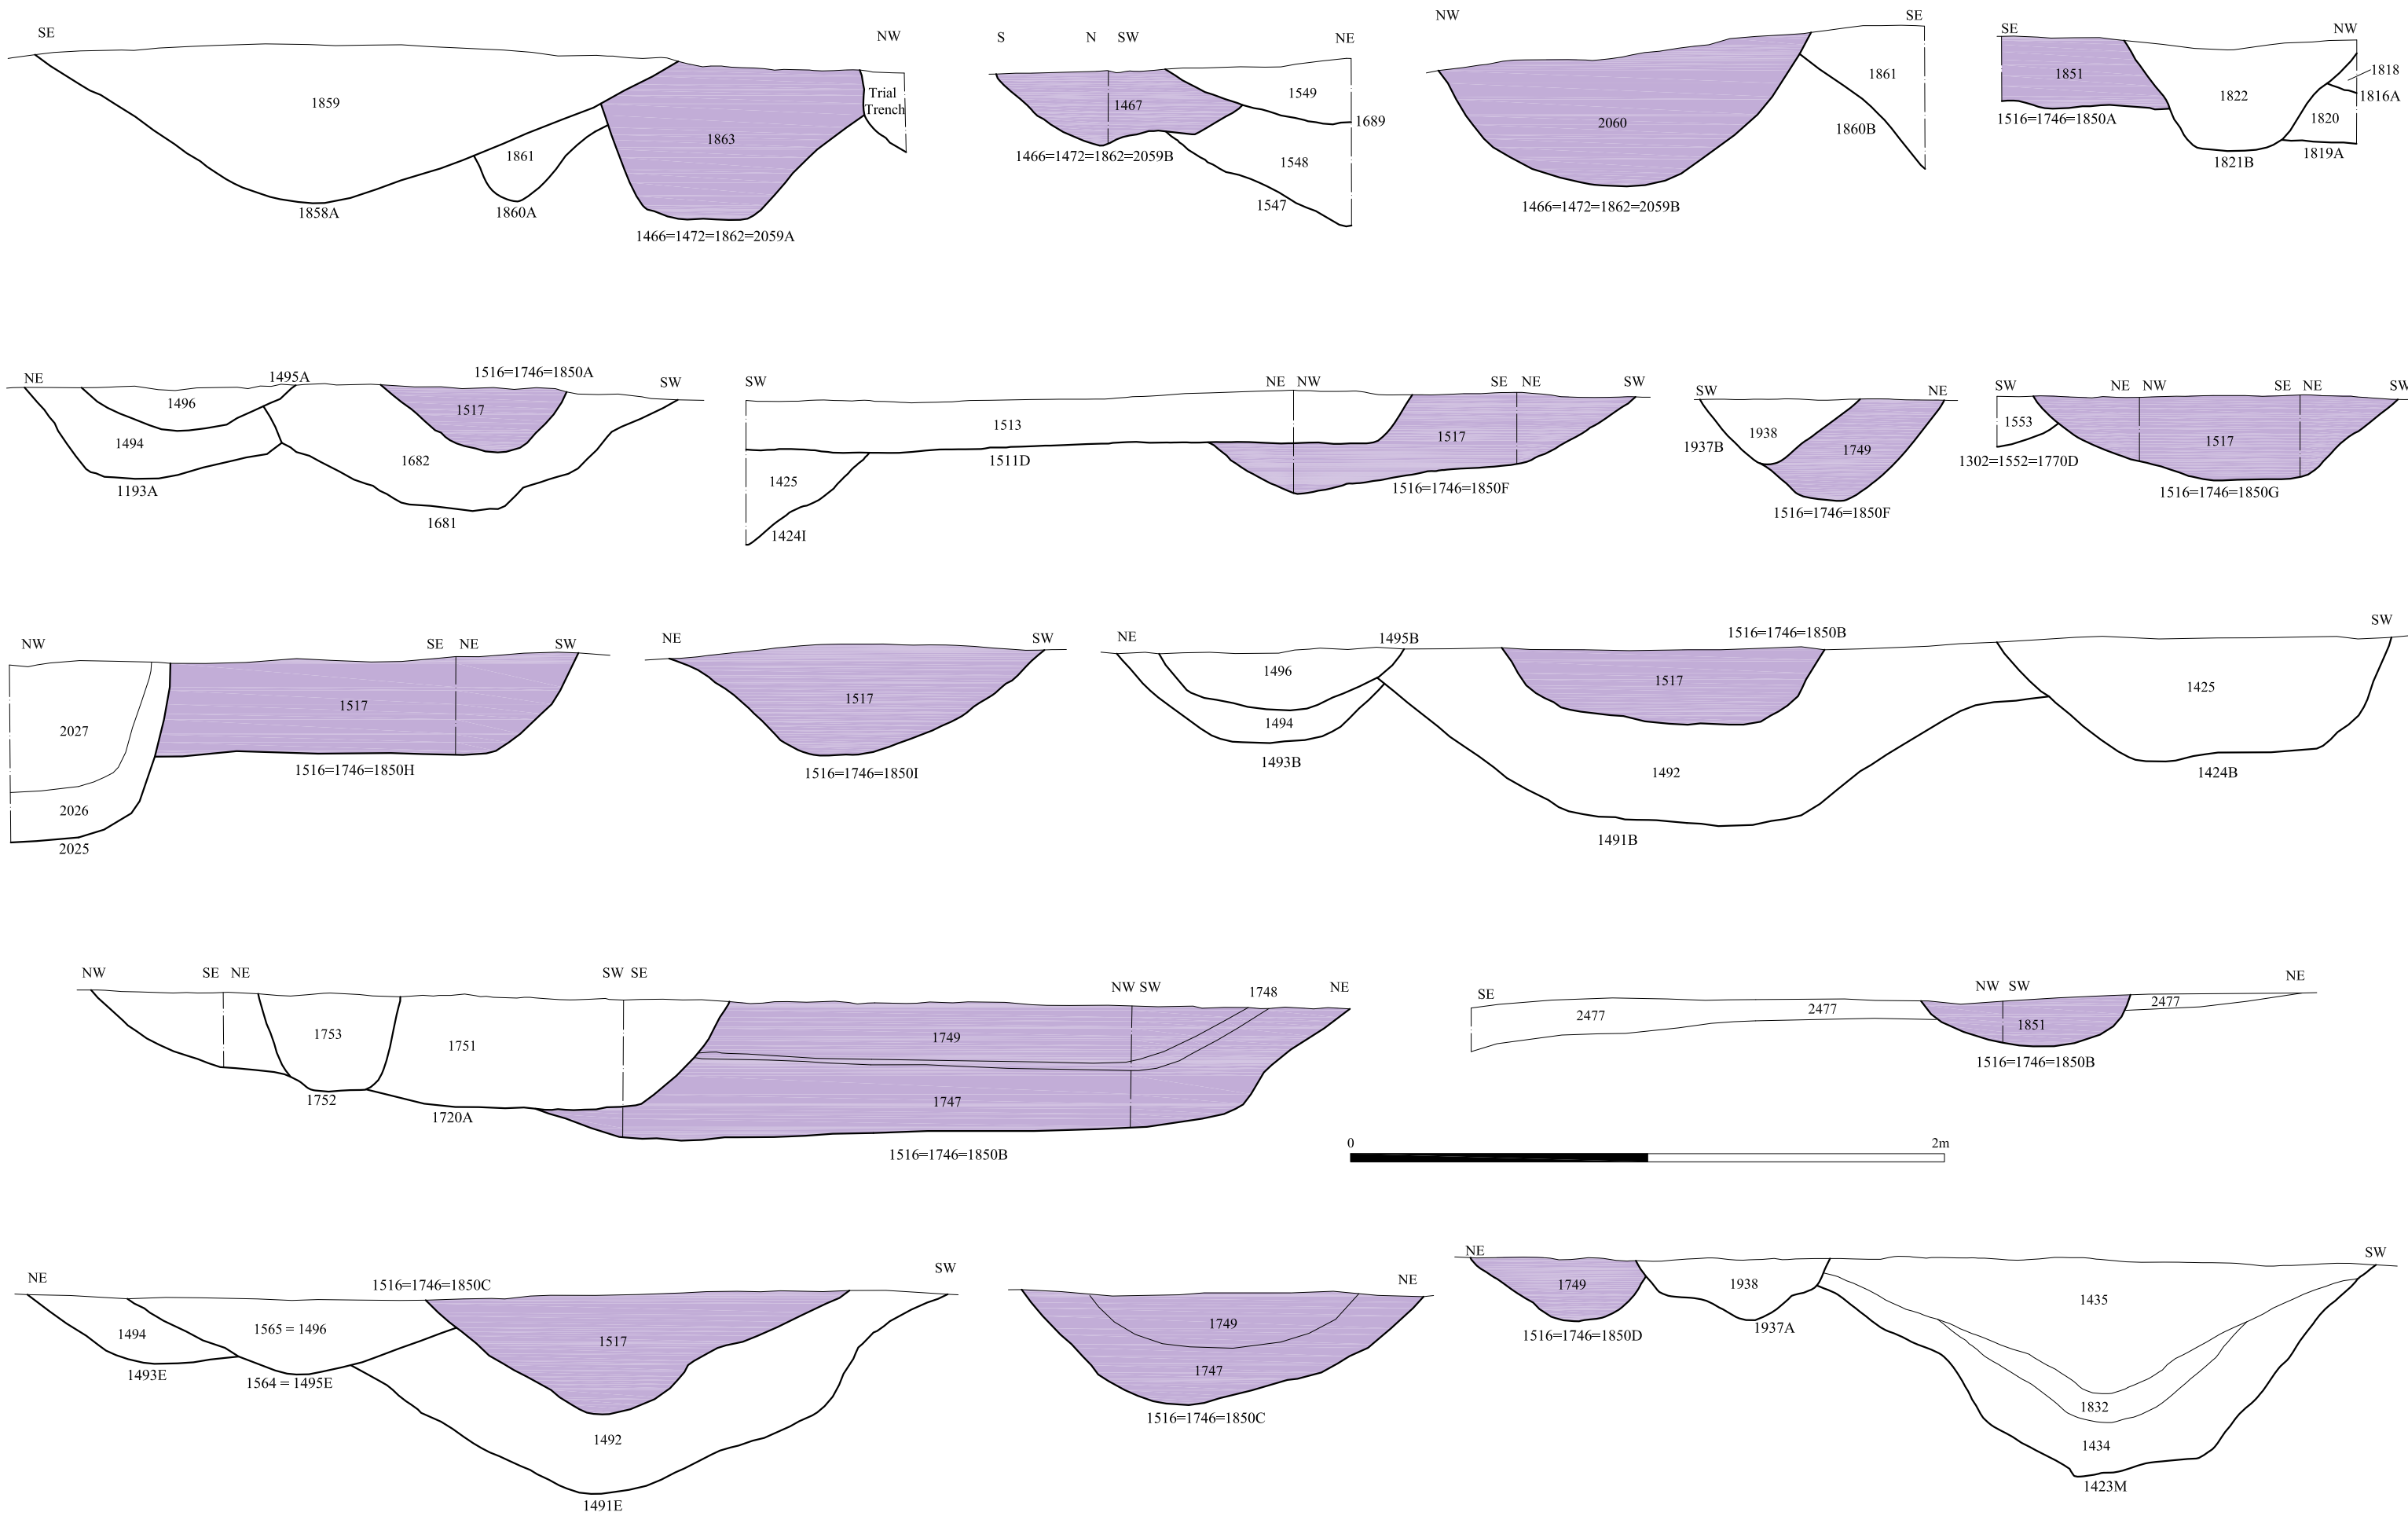 SE NW
1859
Trial
Trench
1861
1863
1858A
1860A
1466=1472=1862=2059A
S N SW NE
1549
1467
1689
1466=1472=1862=2059B
1548
1547
NW SE
1861
2060
1860B
1466=1472=1862=2059B
SE NW
1851
1818
1822
1816A
1516=1746=1850A
1820
1821B
1819A
NE 1495A 1516=1746=1850A SW
1496
1517
1494
1682
1193A
1681
SW NE NW SE NE SW
1513
1517
1511D
1425
1516=1746=1850F
1424I
SW NE
1938
1937B
1749
1516=1746=1850F
SW NE NW SE NE SW
1553
1517
1302=1552=1770D
1516=1746=1850G
NW SE NE SW
1517
2027
1516=1746=1850H
2026
2025
NE SW
1517
1516=1746=1850I
NE 1495B 1516=1746=1850B SW
1496
1517
1425
1494
1493B
1492
1424B
1491B
NW SE NE SW SE NW SW 1748 NE
1753
1751
1749
1752
1720A
1747
1516=1746=1850B
SE NW SW NE
2477
2477
2477
1851
1516=1746=1850B
0 2m
NE 1516=1746=1850C SW
1494
1565 = 1496
1517
1493E
1564 = 1495E
1492
1491E
NE
1749
1747
1516=1746=1850C
NE SW
1749
1938
1435
1516=1746=1850D
1937A
1832
1434
1423M